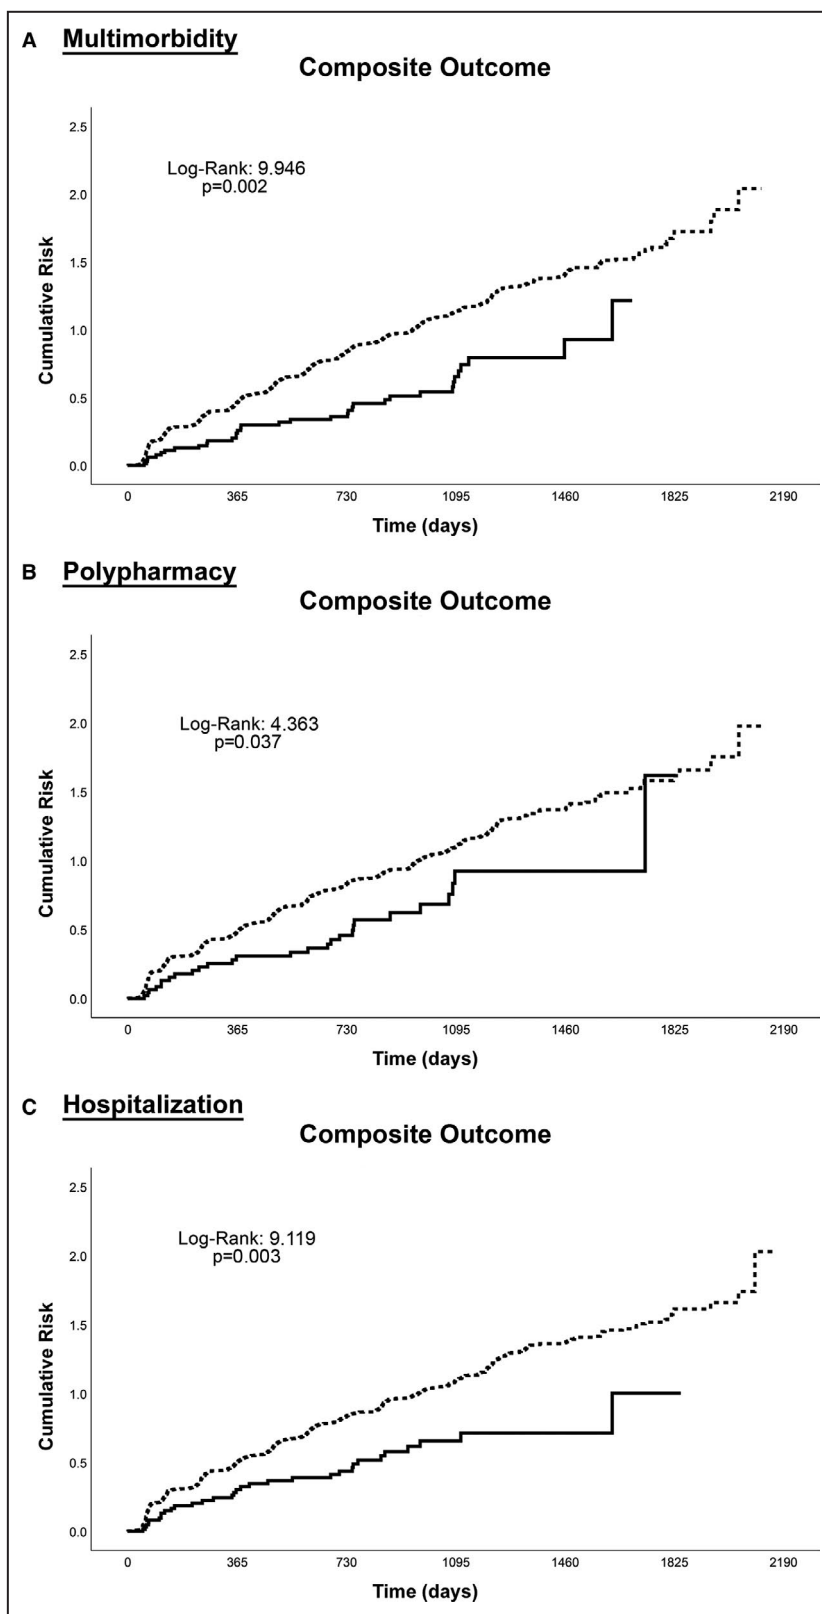 A Multimorbidity
Composite Outcome
2.5
Log-Rank: 9.946
p=0.002
2.0
1.5
1.0
0.5
0.0
Cumulative Risk
0 365 730 1095 1460 1825 2190
Time (days)
B Polypharmacy
Composite Outcome
2.5
Log-Rank: 4.363
p=0.037
2.0
1.5
1.0
0.5
0.0
Cumulative Risk
0 365 730 1095 1460 1825 2190
Time (days)
C Hospitalization
Composite Outcome
2.5
Log-Rank: 9.119
p=0.003
2.0
1.5
1.0
0.5
0.0
Cumulative Risk
0 365 730 1095 1460 1825 2190
Time (days)